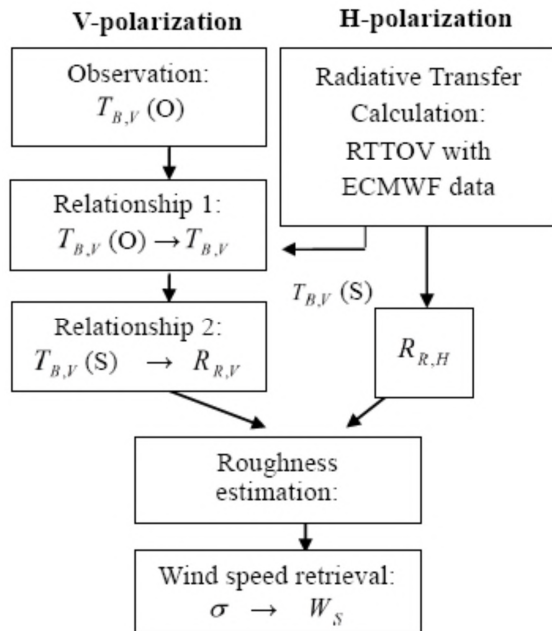 V-polarization
Observation:
T_{B,V} (O)
Relationship 1:
T_{B,V} (O) → T_{B,V}
Relationship 2:
T_{B,V} (S) → R_{R,V}
H-polarization
Radiative Transfer
Calculation:
RTTOV with
ECMWF data
T_{B,V} (S)
R_{R,H}
Roughness
estimation:
Wind speed retrieval:
σ → W_S